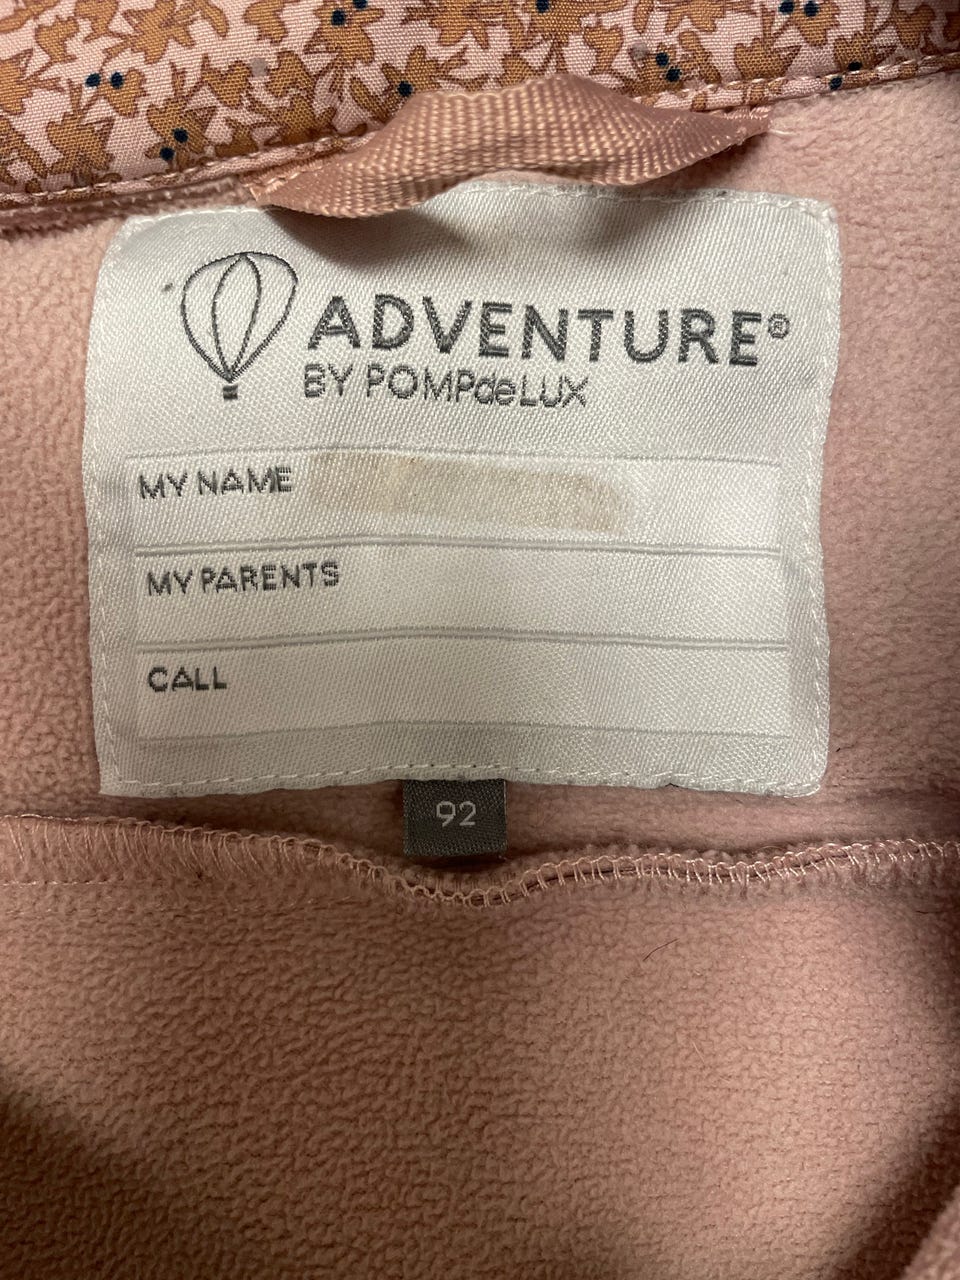 ADVENTURE®
BY POMPdeLUX
MY NAME
MY PARENTS
CALL
92